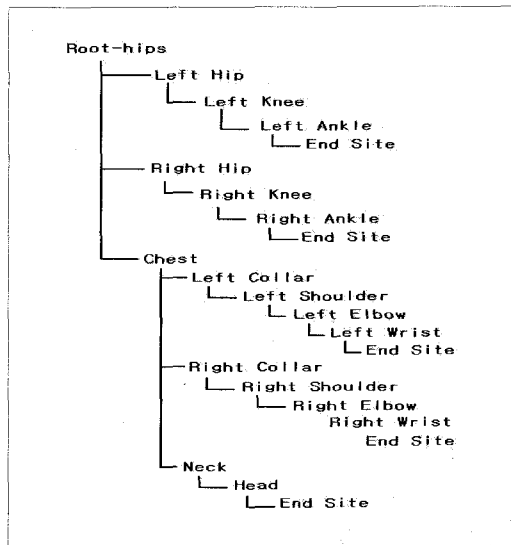 Root-hips
Left Hip
Left Knee
Left Ankle
End Site
Right Hip
Right Knee
Right Ankle
End Site
Chest
Left Collar
Left Shoulder
Left Elbow
Left Wrist
End Site
Right Collar
Right Shoulder
Right Elbow
Right Wrist
End Site
Neck
Head
End Site